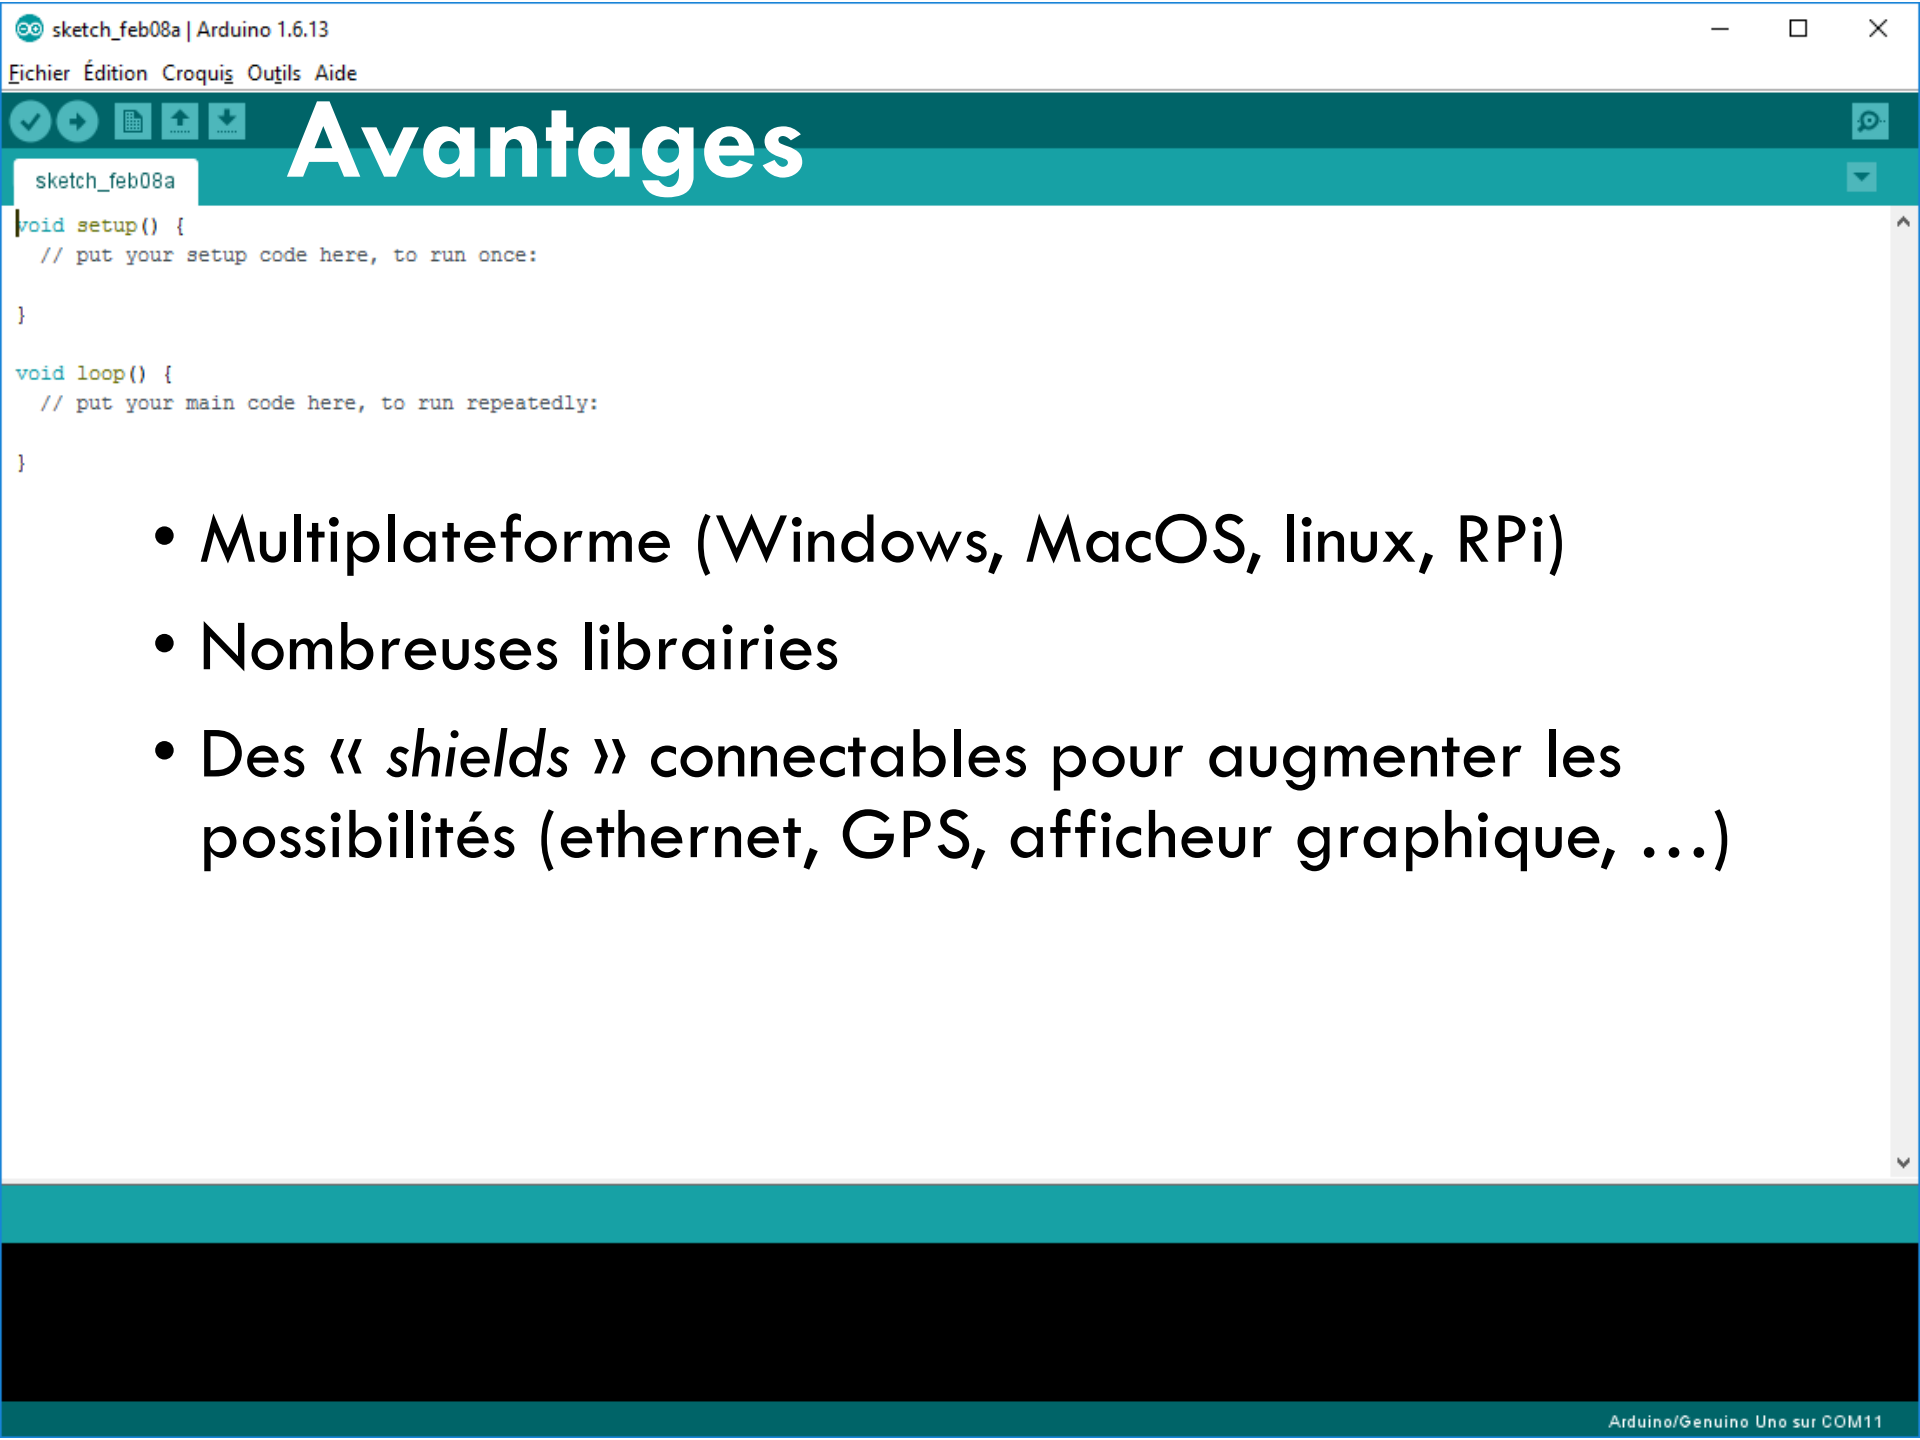 sketch_feb08a | Arduino 1.6.13
Fichier Édition Croquis Outils Aide
Avantages
sketch_feb08a
void setup() {
  // put your setup code here, to run once:
}
void loop() {
  // put your main code here, to run repeatedly:
}
• Multiplateforme (Windows, MacOS, linux, RPi)
• Nombreuses librairies
• Des « shields » connectables pour augmenter les
possibilités (ethernet, GPS, afficheur graphique, …)
Arduino/Genuino Uno sur COM11